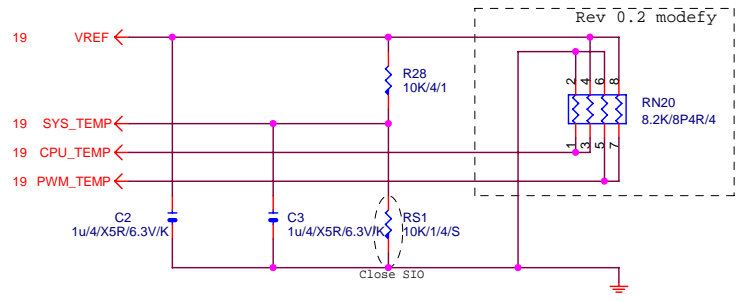 Rev 0.2 modefy
19 VREF
R28
10K/4/1
2 4 6 8
RN20
8.2K/8P4R/4
19 SYS_TEMP
1 3 5 7
19 CPU_TEMP
19 PWM_TEMP
C2
1u/4/X5R/6.3V/K
C3
1u/4/X5R/6.3V/K
RS1
10K/1/4/S
Close SIO